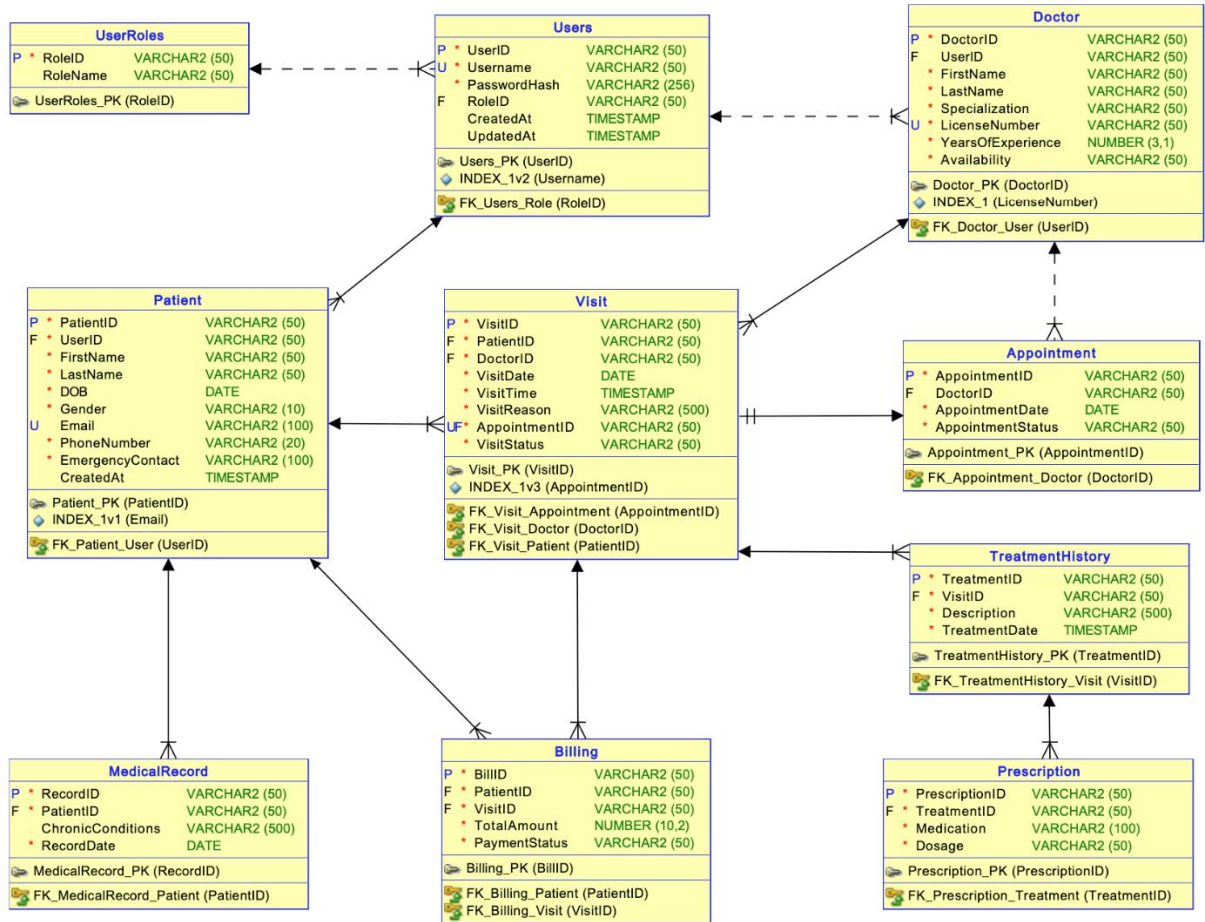 UserRoles
P * RoleID VARCHAR2 (50)
RoleName VARCHAR2 (50)
UserRoles_PK (RoleID)
Users
P * UserID VARCHAR2 (50)
U * Username VARCHAR2 (50)
* PasswordHash VARCHAR2 (256)
F RoleID VARCHAR2 (50)
CreatedAt TIMESTAMP
UpdatedAt TIMESTAMP
Users_PK (UserID)
INDEX_1v2 (Username)
FK_Users_Role (RoleID)
Doctor
P * DoctorID VARCHAR2 (50)
F UserID VARCHAR2 (50)
* FirstName VARCHAR2 (50)
* LastName VARCHAR2 (50)
* Specialization VARCHAR2 (50)
U * LicenseNumber VARCHAR2 (50)
* YearsOfExperience NUMBER (3,1)
* Availability VARCHAR2 (50)
Doctor_PK (DoctorID)
INDEX_1 (LicenseNumber)
FK_Doctor_User (UserID)
Patient
P * PatientID VARCHAR2 (50)
F * UserID VARCHAR2 (50)
* FirstName VARCHAR2 (50)
* LastName VARCHAR2 (50)
* DOB DATE
* Gender VARCHAR2 (10)
U Email VARCHAR2 (100)
* PhoneNumber VARCHAR2 (20)
* EmergencyContact VARCHAR2 (100)
CreatedAt TIMESTAMP
Patient_PK (PatientID)
INDEX_1v1 (Email)
FK_Patient_User (UserID)
Visit
P * VisitID VARCHAR2 (50)
F * PatientID VARCHAR2 (50)
F * DoctorID VARCHAR2 (50)
* VisitDate DATE
* VisitTime TIMESTAMP
* VisitReason VARCHAR2 (500)
UF * AppointmentID VARCHAR2 (50)
* VisitStatus VARCHAR2 (50)
Visit_PK (VisitID)
INDEX_1v3 (AppointmentID)
FK_Visit_Appointment (AppointmentID)
FK_Visit_Doctor (DoctorID)
FK_Visit_Patient (PatientID)
Appointment
P * AppointmentID VARCHAR2 (50)
F DoctorID VARCHAR2 (50)
* AppointmentDate DATE
* AppointmentStatus VARCHAR2 (50)
Appointment_PK (AppointmentID)
FK_Appointment_Doctor (DoctorID)
TreatmentHistory
P * TreatmentID VARCHAR2 (50)
F * VisitID VARCHAR2 (50)
* Description VARCHAR2 (500)
* TreatmentDate TIMESTAMP
TreatmentHistory_PK (TreatmentID)
FK_TreatmentHistory_Visit (VisitID)
MedicalRecord
P * RecordID VARCHAR2 (50)
F * PatientID VARCHAR2 (50)
ChronicConditions VARCHAR2 (500)
* RecordDate DATE
MedicalRecord_PK (RecordID)
FK_MedicalRecord_Patient (PatientID)
Billing
P * BillID VARCHAR2 (50)
F * PatientID VARCHAR2 (50)
F * VisitID VARCHAR2 (50)
* TotalAmount NUMBER (10,2)
* PaymentStatus VARCHAR2 (50)
Billing_PK (BillID)
FK_Billing_Patient (PatientID)
FK_Billing_Visit (VisitID)
Prescription
P * PrescriptionID VARCHAR2 (50)
F * TreatmentID VARCHAR2 (50)
* Medication VARCHAR2 (100)
* Dosage VARCHAR2 (50)
Prescription_PK (PrescriptionID)
FK_Prescription_Treatment (TreatmentID)